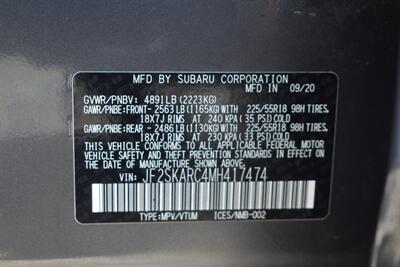 MFD BY SUBARU CORPORATION
MFD IN 09/20
GVWR/PNBV: 4891LB (2223KG)
GAWR/PNBE:FRONT-2563LB (1165KG)WITH 225/55R18 98H TIRES,
18X7J RIMS AT 240 KPA (35 PSI) COLD
GAWR/PNBE:REAR -2486LB (1130KG)WITH 225/55R18 98H TIRES,
18X7J RIMS AT 230 KPA (33 PSI) COLD
THIS VEHICLE CONFORMS TO ALL APPLICABLE FEDERAL
MOTOR VEHICLE SAFETY, BUMPER, AND THEFT
PREVENTION STANDARDS IN EFFECT ON
THE DATE OF MANUFACTURE SHOWN ABOVE.
VIN: JF2SKARC4MH417474
TYPE:MPV/VTUM ICES/NMB-002